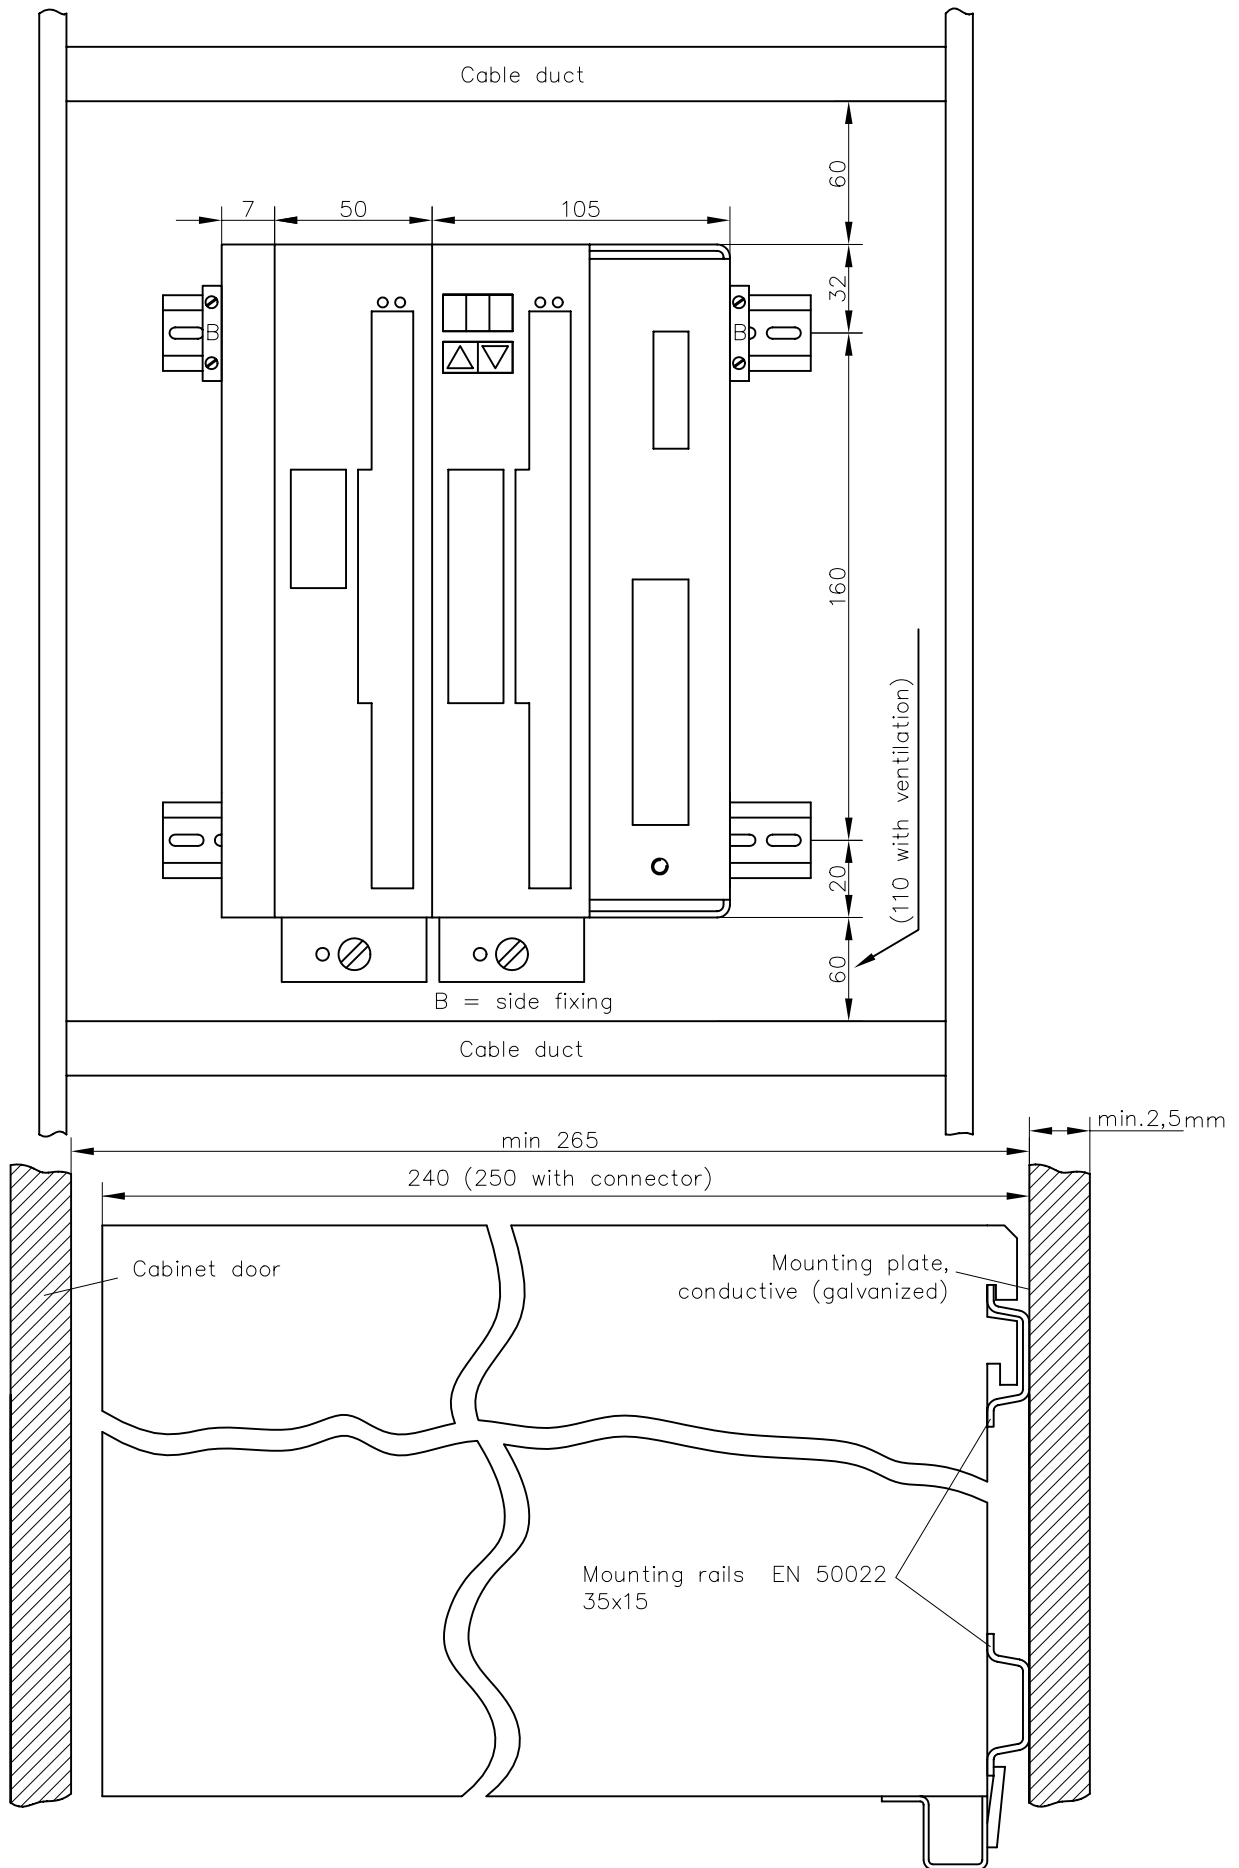 Cable duct
60
7
50
105
32
B
B
160
(110 with ventilation)
20
60
B = side fixing
Cable duct
min.2,5mm
min 265
240 (250 with connector)
Cabinet door
Mounting plate,
conductive (galvanized)
Mounting rails EN 50022
35x15